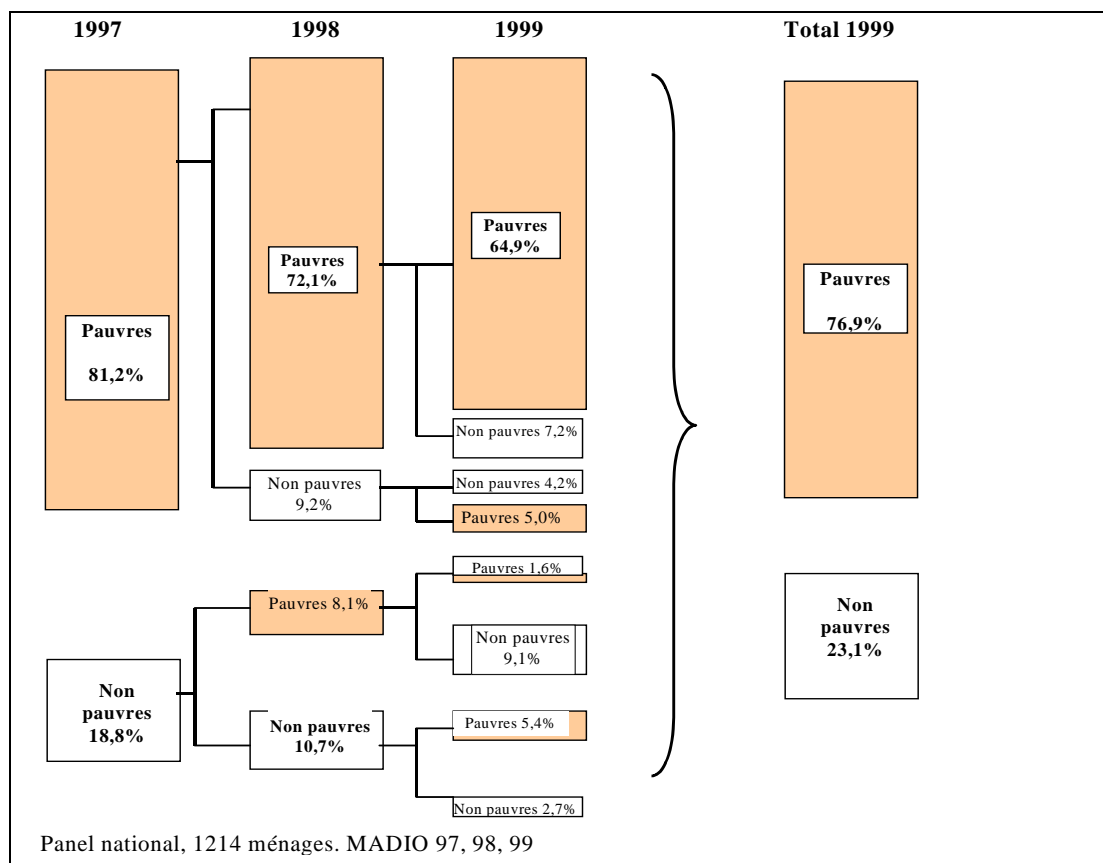 1997 1998 1999 Total 1999
Pauvres
81,2%
Pauvres
72,1%
Pauvres
64,9%
Non pauvres 7,2%
Non pauvres
9,2%
Non pauvres 4,2%
Pauvres 5,0%
Non
pauvres
18,8%
Pauvres 8,1%
Pauvres 1,6%
Non pauvres
9,1%
Non pauvres
10,7%
Pauvres 5,4%
Non pauvres 2,7%
Pauvres
76,9%
Non
pauvres
23,1%
Panel national, 1214 ménages. MADIO 97, 98, 99